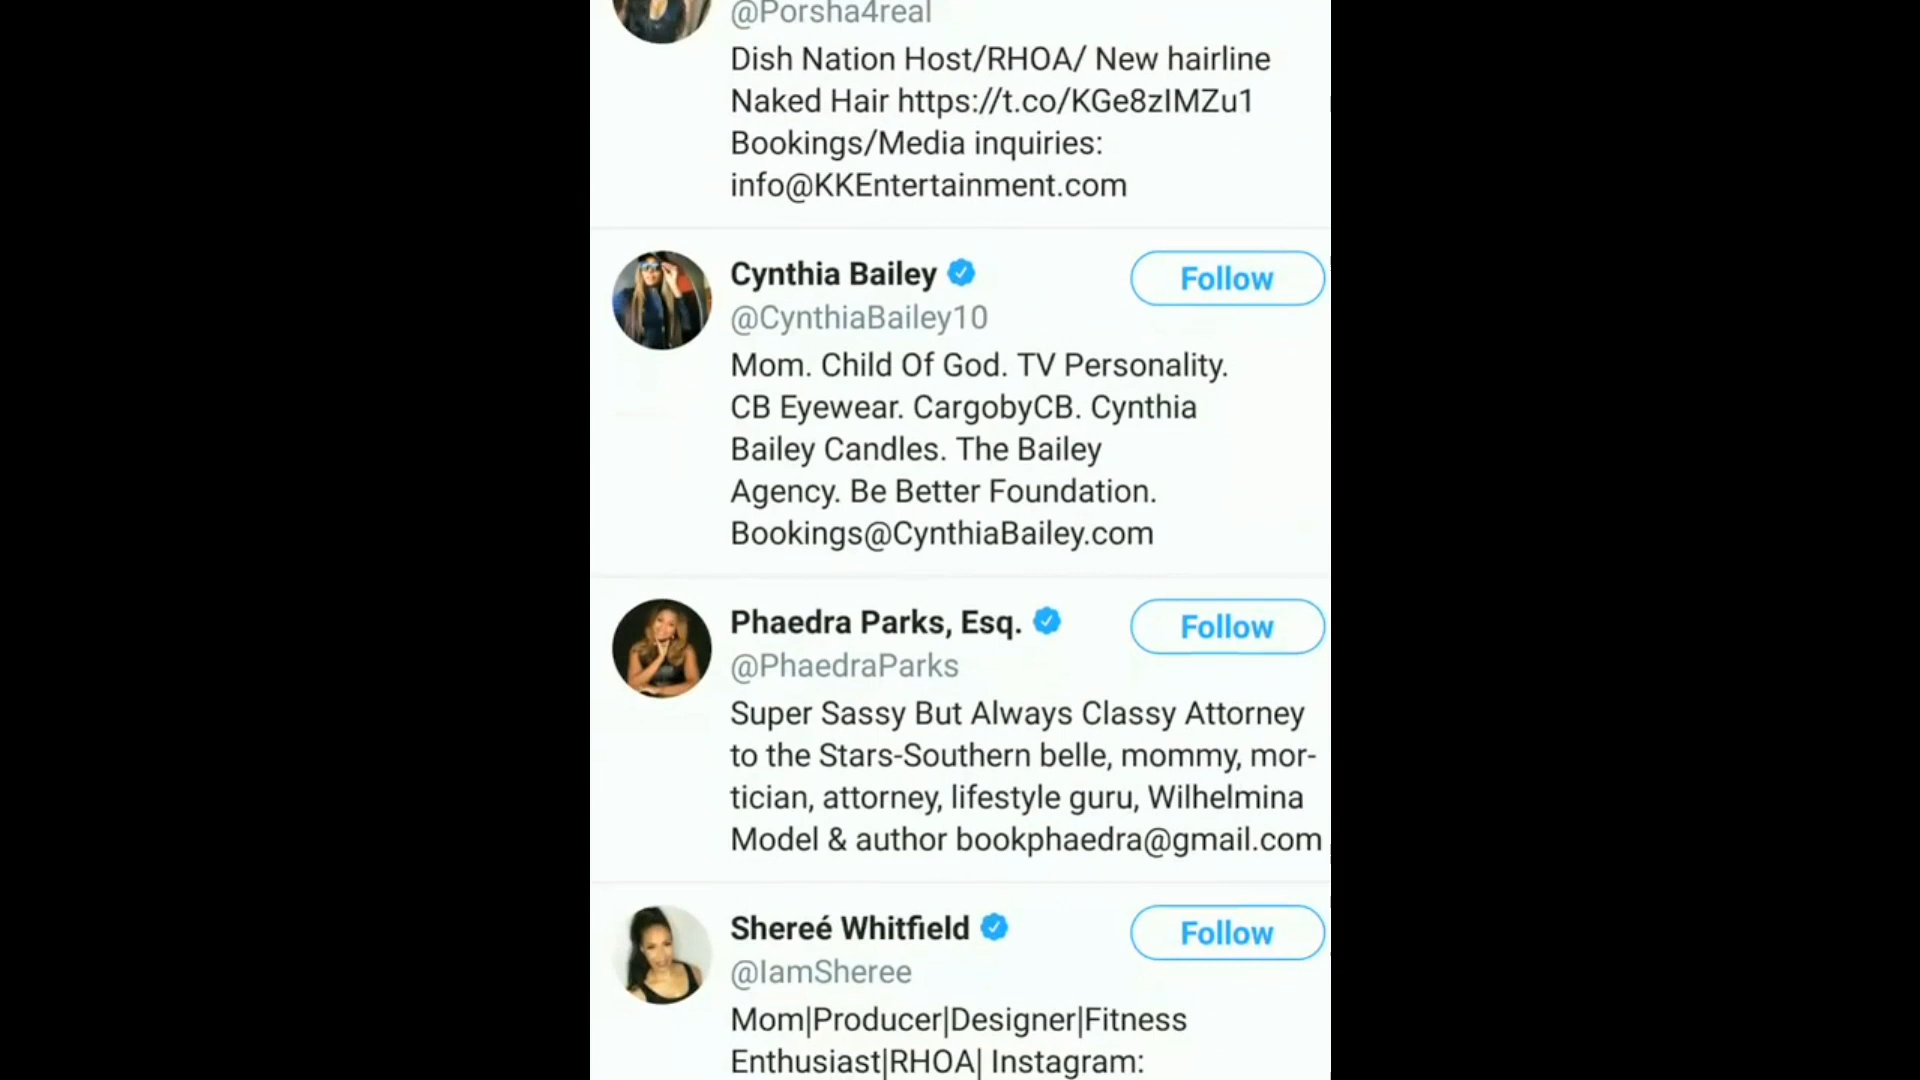 @Porsha4real
Dish Nation Host/RHOA/ New hairline
Naked Hair https://t.co/KGe8zIMZu1
Bookings/Media inquiries:
info@KKEntertainment.com
Cynthia Bailey
Follow
@CynthiaBailey10
Mom. Child Of God. TV Personality.
CB Eyewear. CargobyCB. Cynthia
Bailey Candles. The Bailey
Agency. Be Better Foundation.
Bookings@CynthiaBailey.com
Phaedra Parks, Esq.
Follow
@PhaedraParks
Super Sassy But Always Classy Attorney
to the Stars-Southern belle, mommy, mor-
tician, attorney, lifestyle guru, Wilhelmina
Model & author bookphaedra@gmail.com
Shereé Whitfield
Follow
@IamSheree
Mom|Producer|Designer|Fitness
Enthusiast|RHOA| Instagram: